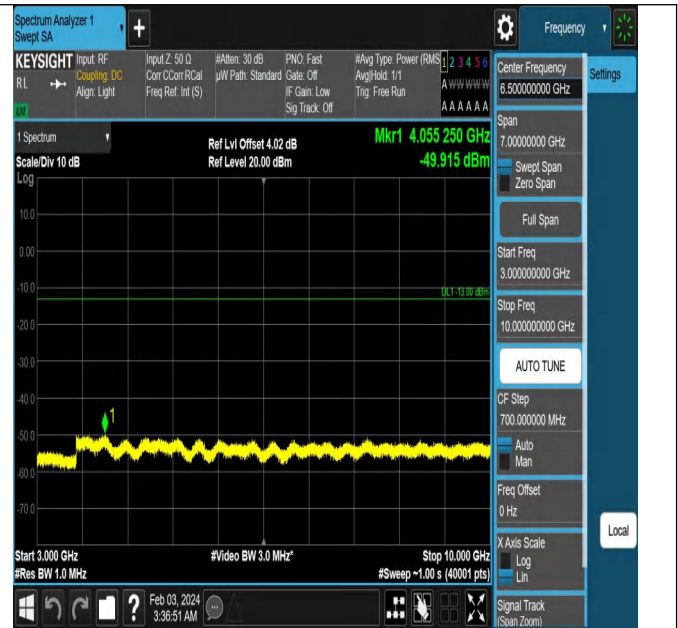 Spectrum Analyzer 1
Swept SA
+
Frequency
KEYSIGHT
RL
Input: RF
Coupling: DC
Align: Light
Input Z: 50 Ω
Corr CCorr RCal
Freq Ref: Int (S)
#Atten: 30 dB
µW Path: Standard
PNO: Fast
Gate: Off
IF Gain: Low
Sig Track: Off
#Avg Type: Power (RMS
Avg|Hold: 1/1
Trig: Free Run
1 2 3 4 5 6
A W W W W W
A A A A A A
1 Spectrum
Scale/Div 10 dB
Log
Ref Lvl Offset 4.02 dB
Ref Level 20.00 dBm
Mkr1 4.055 250 GHz
-49.915 dBm
10.0
0.00
-10.0
-20.0
-30.0
-40.0
-50.0
-60.0
-70.0
DL1 -13.00 dBm
1
Start 3.000 GHz
#Res BW 1.0 MHz
#Video BW 3.0 MHz*
Stop 10.000 GHz
#Sweep ~1.00 s (40001 pts)
Feb 03, 2024
3:36:51 AM
Center Frequency
6.500000000 GHz
Settings
Span
7.00000000 GHz
Swept Span
Zero Span
Full Span
Start Freq
3.000000000 GHz
Stop Freq
10.000000000 GHz
AUTO TUNE
CF Step
700.000000 MHz
Auto
Man
Freq Offset
0 Hz
X Axis Scale
Log
Lin
Local
Signal Track
(Span Zoom)